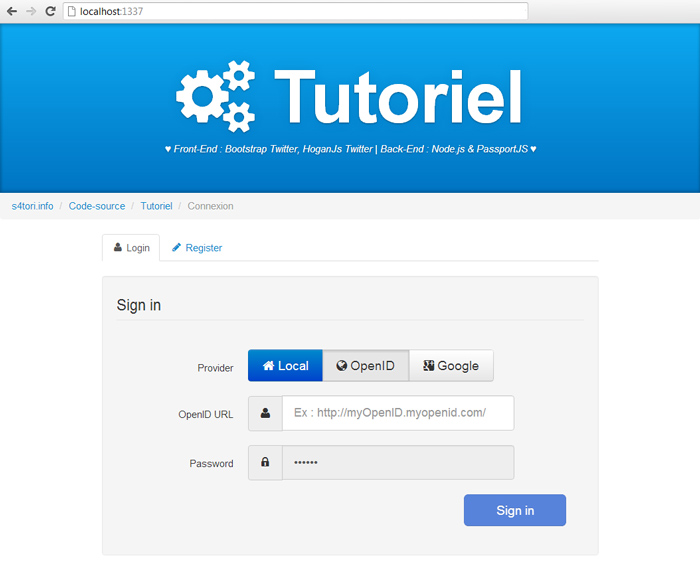 localhost:1337
Tutoriel
♥ Front-End : Bootstrap Twitter, HoganJs Twitter | Back-End : Node.js & PassportJS ♥
s4tori.info / Code-source / Tutoriel / Connexion
Login Register
Sign in
Provider Local OpenID Google
OpenID URL Ex : http://myOpenID.myopenid.com/
Password ••••••
Sign in